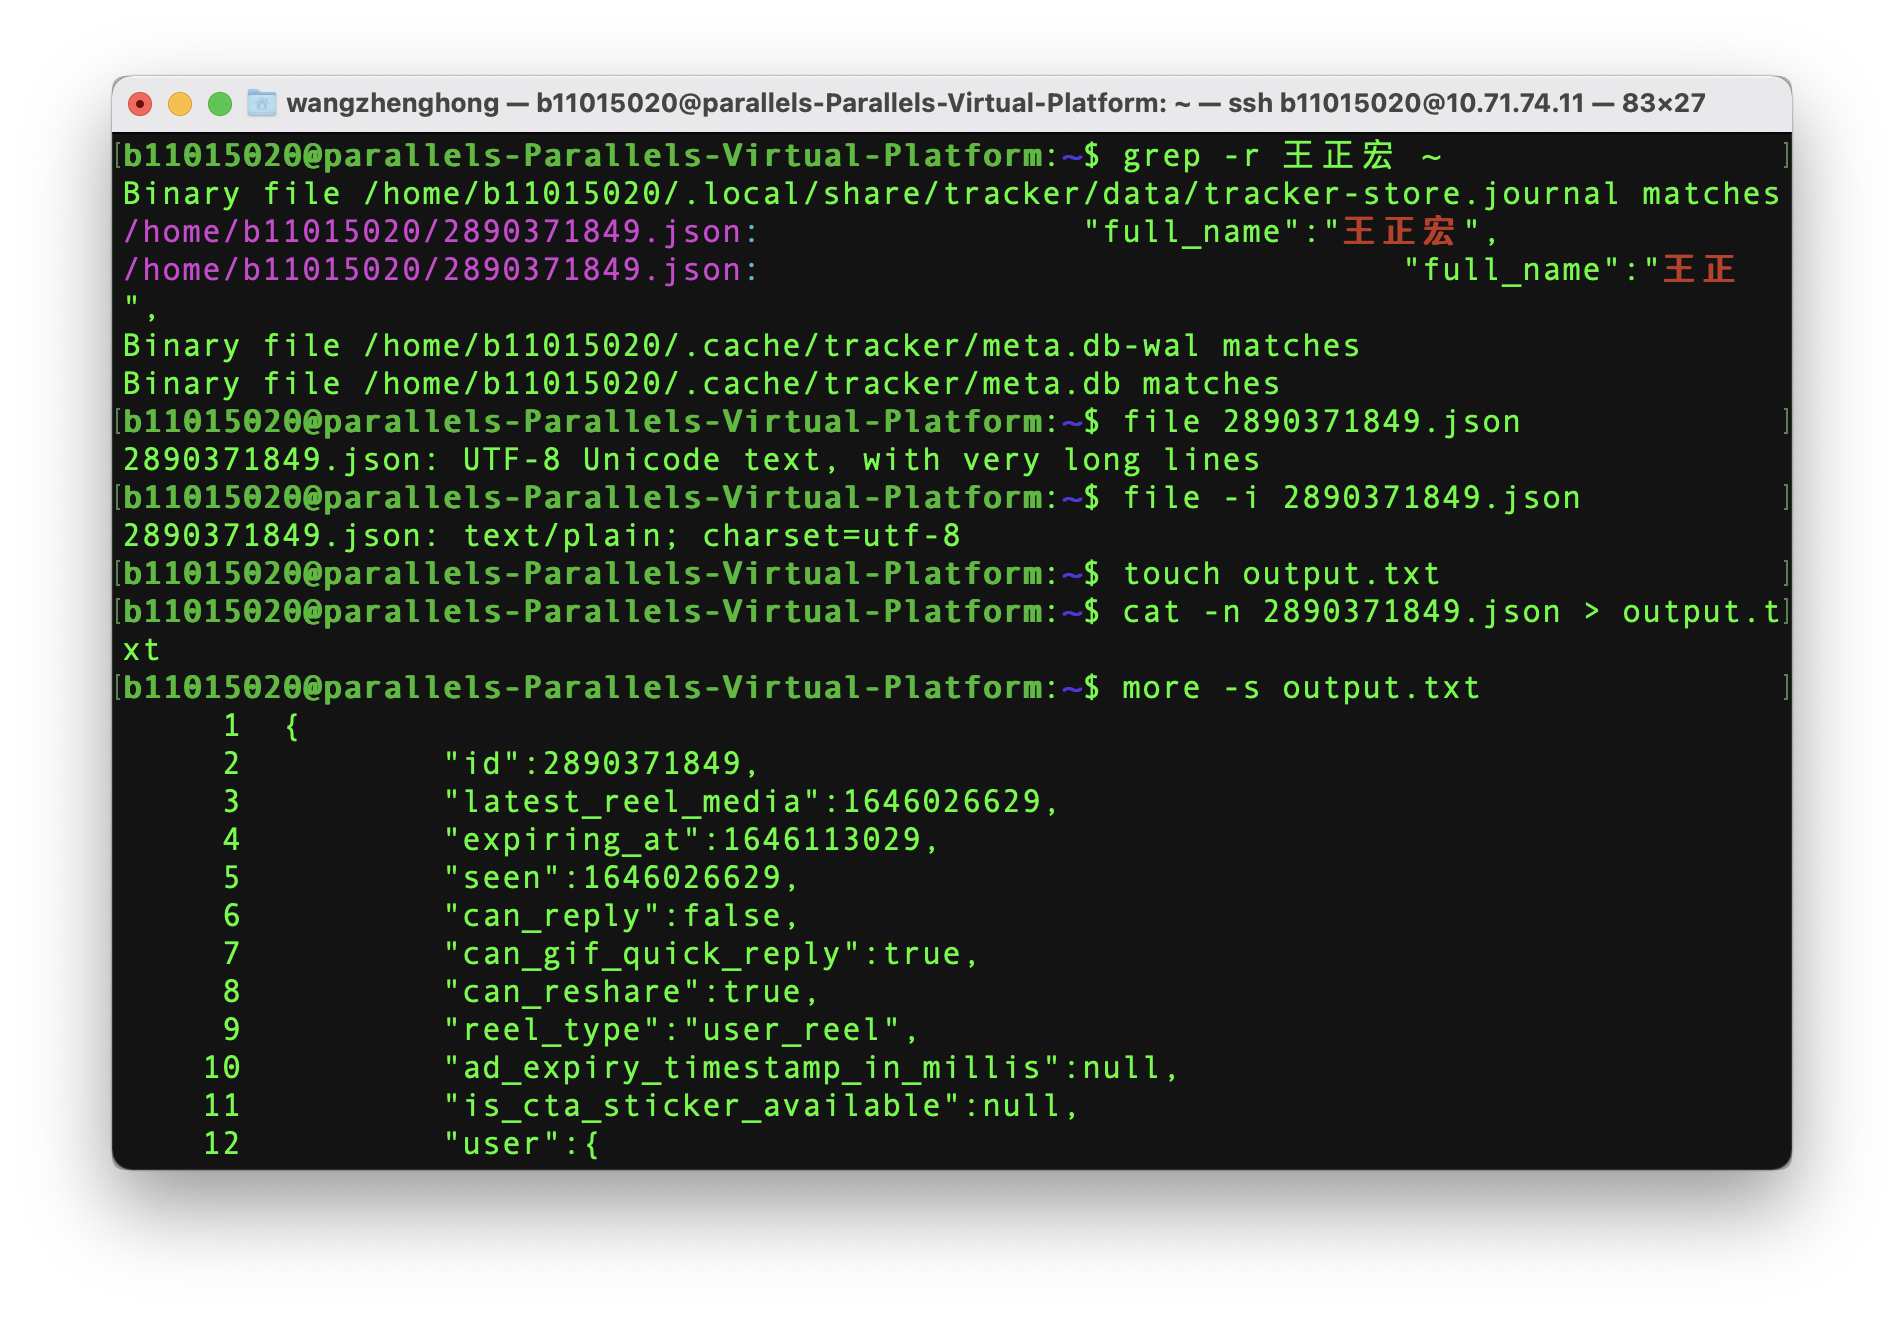 wangzhenghong — b11015020@parallels-Parallels-Virtual-Platform: ~ — ssh b11015020@10.71.74.11 — 83×27
[b11015020@parallels-Parallels-Virtual-Platform:~$ grep -r 王正宏 ~ ]
Binary file /home/b11015020/.local/share/tracker/data/tracker-store.journal matches
/home/b11015020/2890371849.json:                "full_name":"王正宏",
/home/b11015020/2890371849.json:                                "full_name":"王正
",
Binary file /home/b11015020/.cache/tracker/meta.db-wal matches
Binary file /home/b11015020/.cache/tracker/meta.db matches
[b11015020@parallels-Parallels-Virtual-Platform:~$ file 2890371849.json ]
2890371849.json: UTF-8 Unicode text, with very long lines
[b11015020@parallels-Parallels-Virtual-Platform:~$ file -i 2890371849.json ]
2890371849.json: text/plain; charset=utf-8
[b11015020@parallels-Parallels-Virtual-Platform:~$ touch output.txt ]
[b11015020@parallels-Parallels-Virtual-Platform:~$ cat -n 2890371849.json > output.t]
xt
[b11015020@parallels-Parallels-Virtual-Platform:~$ more -s output.txt ]
     1  {
     2          "id":2890371849,
     3          "latest_reel_media":1646026629,
     4          "expiring_at":1646113029,
     5          "seen":1646026629,
     6          "can_reply":false,
     7          "can_gif_quick_reply":true,
     8          "can_reshare":true,
     9          "reel_type":"user_reel",
    10          "ad_expiry_timestamp_in_millis":null,
    11          "is_cta_sticker_available":null,
    12          "user":{